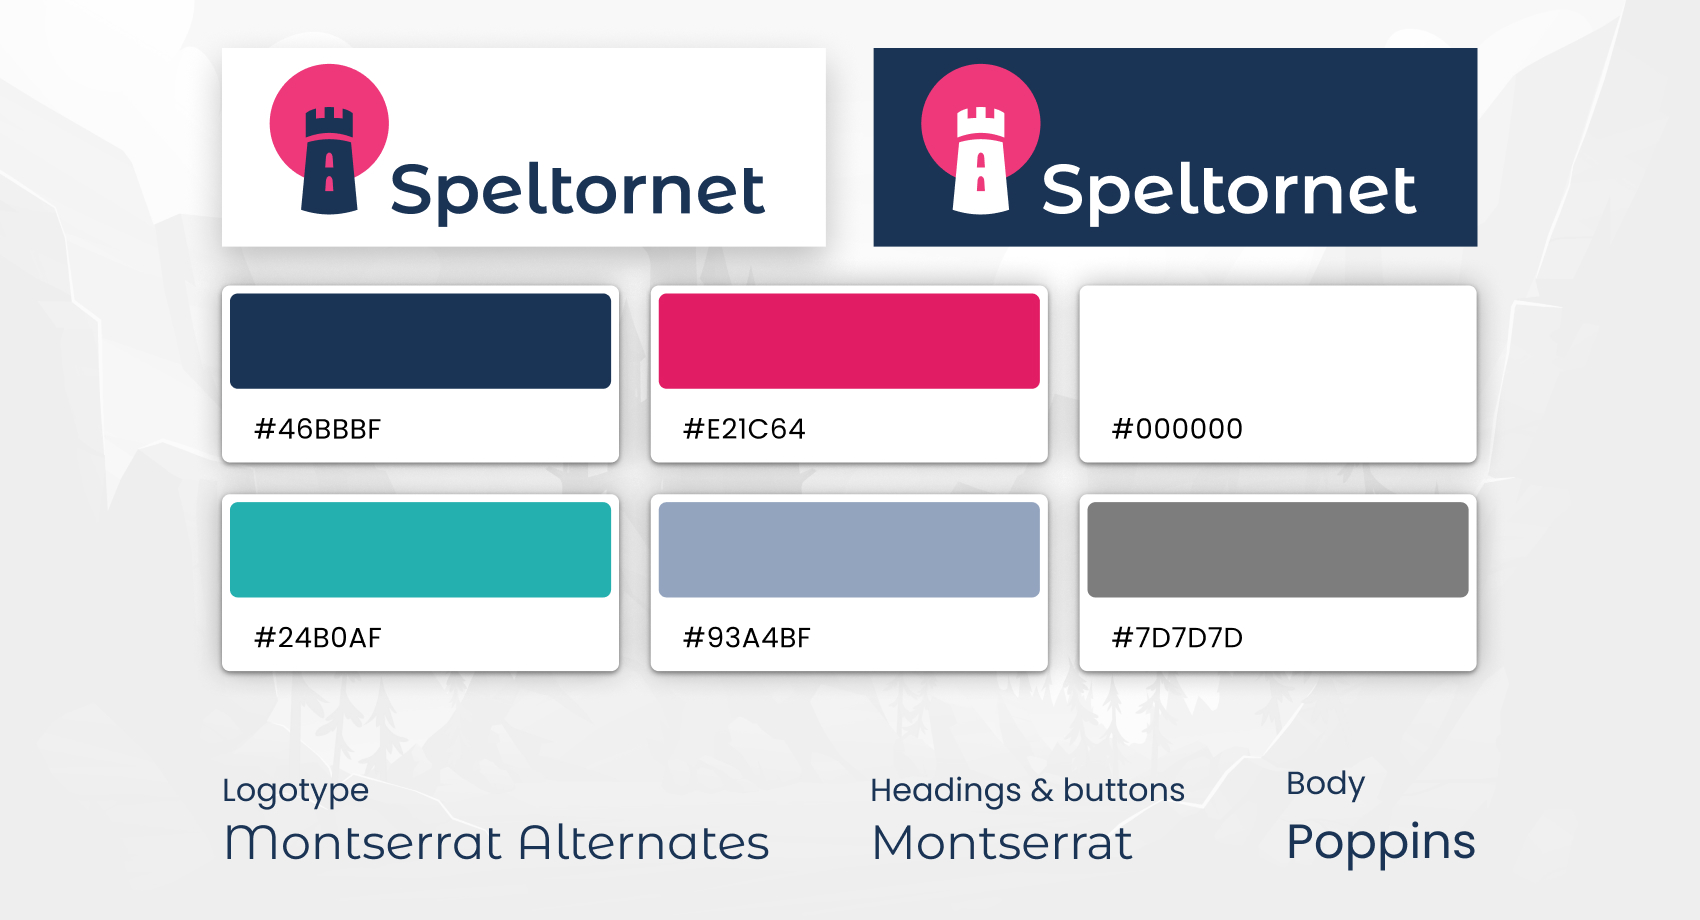 Speltornet
Speltornet
#46BBBF
#E21C64
#000000
#24B0AF
#93A4BF
#7D7D7D
Logotype
Montserrat Alternates
Headings & buttons
Montserrat
Body
Poppins